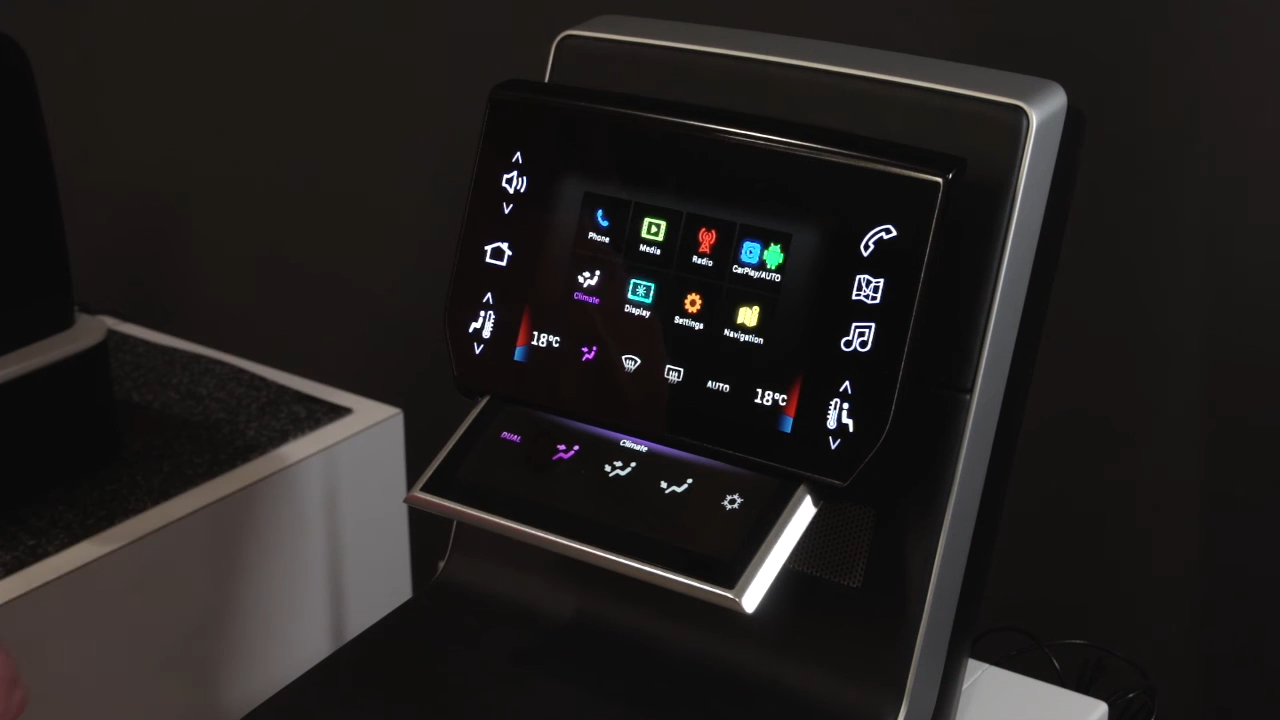 Phone
Media
Radio
CarPlay/AUTO
Climate
Display
Settings
Navigation
18°C
AUTO
18°C
DUAL
Climate